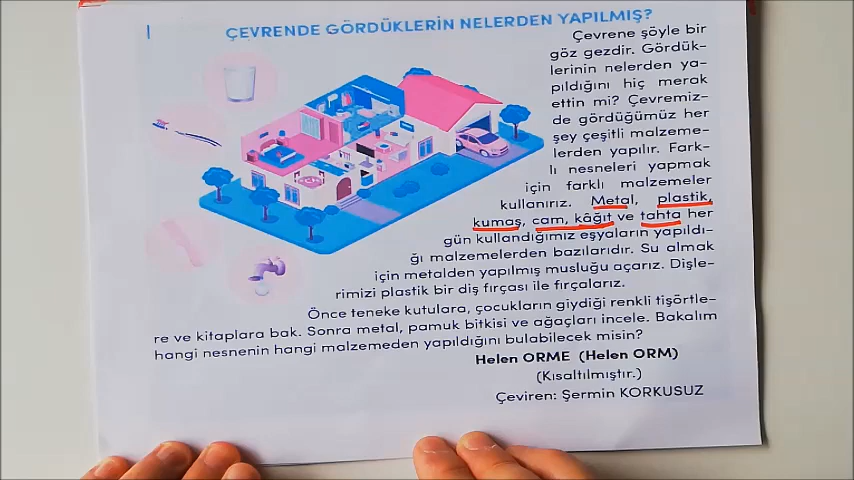 ÇEVRENDE GÖRDÜKLERİN NELERDEN YAPILMIŞ?
Çevrene şöyle bir
göz gezdir. Gördük-
lerinin nelerden ya-
pıldığını hiç merak
ettin mi? Çevremiz-
de gördüğümüz her
şey çeşitli malzeme-
lerden yapılır. Fark-
lı nesneleri yapmak
için farklı malzemeler
kullanırız. Metal, plastik,
kumaş, cam, kâğıt ve tahta her
gün kullandığımız eşyaların yapıldı-
ğı malzemelerden bazılarıdır. Su almak
için metalden yapılmış musluğu açarız. Dişle-
rimizi plastik bir diş fırçası ile fırçalarız.
Önce teneke kutulara, çocukların giydiği renkli tişörtle-
re ve kitaplara bak. Sonra metal, pamuk bitkisi ve ağaçları incele. Bakalım
hangi nesnenin hangi malzemeden yapıldığını bulabilecek misin?
Helen ORME (Helen ORM)
(Kısaltılmıştır.)
Çeviren: Şermin KORKUSUZ